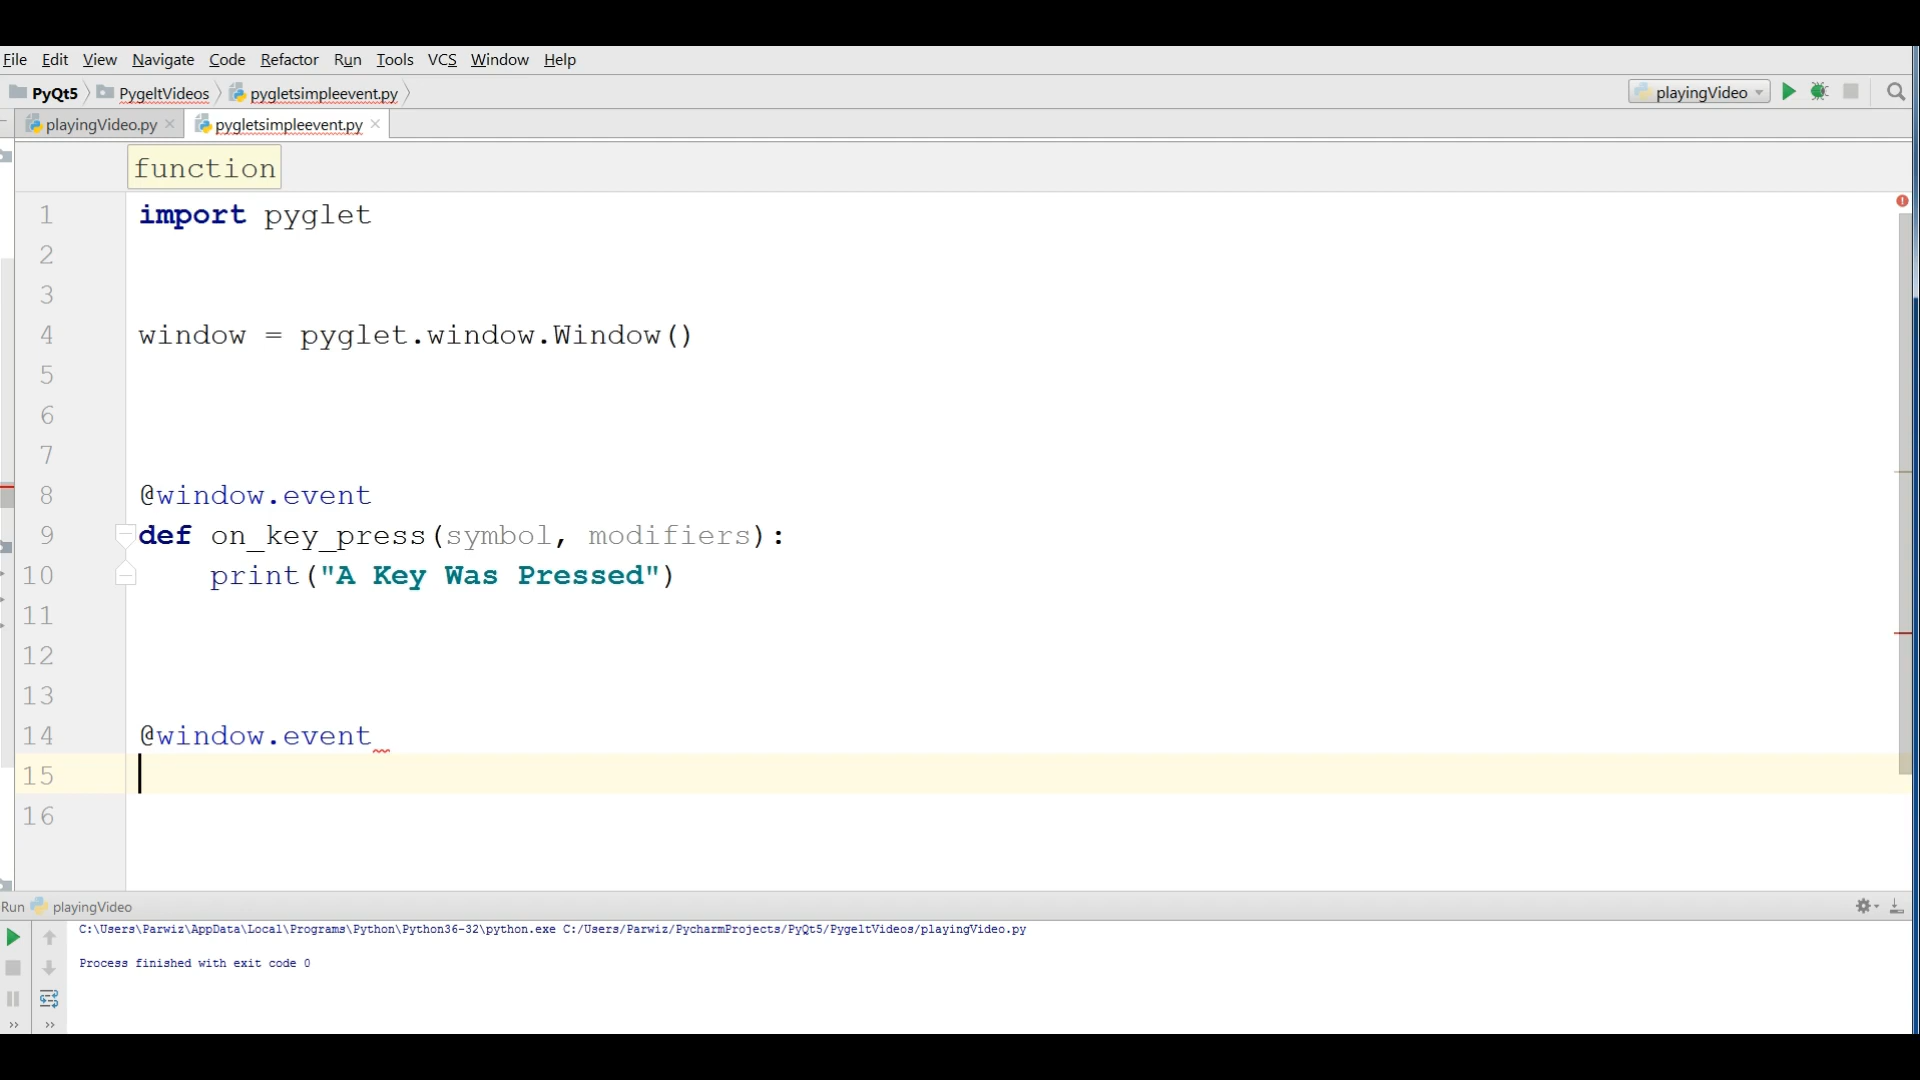 File Edit View Navigate Code Refactor Run Tools VCS Window Help
PyQt5 PygeltVideos pygletsimpleevent.py playingVideo
playingVideo.py pygletsimpleevent.py
function
1 import pyglet
2
3
4 window = pyglet.window.Window()
5
6
7
8 @window.event
9 def on_key_press(symbol, modifiers):
10 print("A Key Was Pressed")
11
12
13
14 @window.event
15
16
Run playingVideo
C:\Users\Parwiz\AppData\Local\Programs\Python\Python36-32\python.exe C:/Users/Parwiz/PycharmProjects/PyQt5/PygeltVideos/playingVideo.py
Process finished with exit code 0